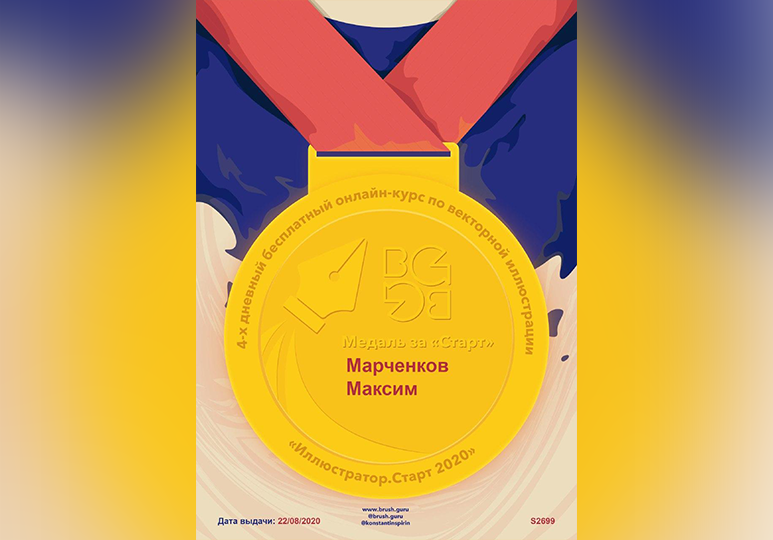 4-х дневный бесплатный онлайн-курс по векторной иллюстрации
BG
BG
Медаль за «Старт»
Марченков
Максим
«Иллюстратор.Старт 2020»
www.brush.guru
@brush.guru
@konstantinspirin
Дата выдачи: 22/08/2020
S2699